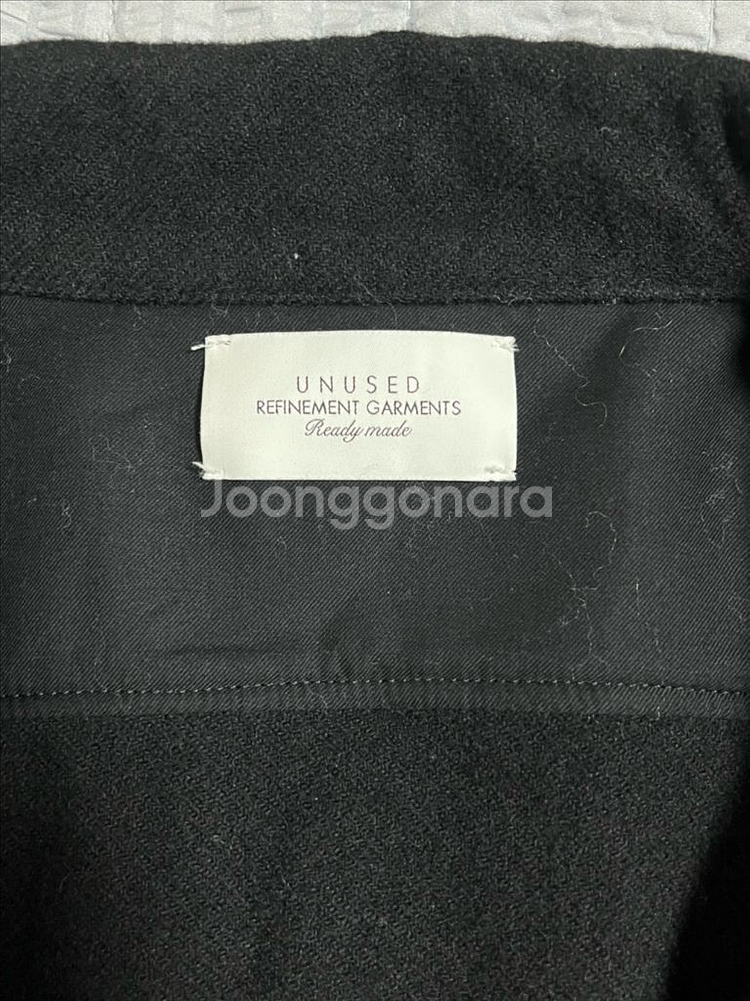 UNUSED
REFINEMENT GARMENTS
Ready made
Joonggonara